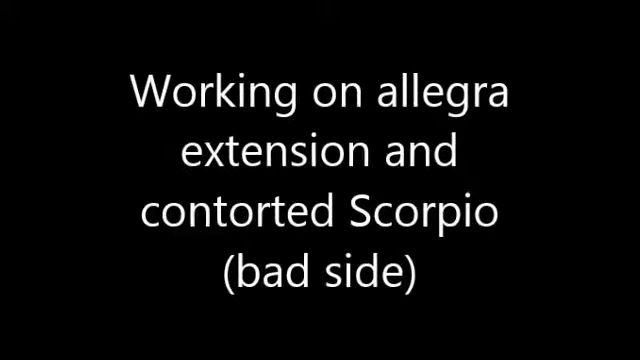 Working on allegra
extension and
contorted Scorpio
(bad side)